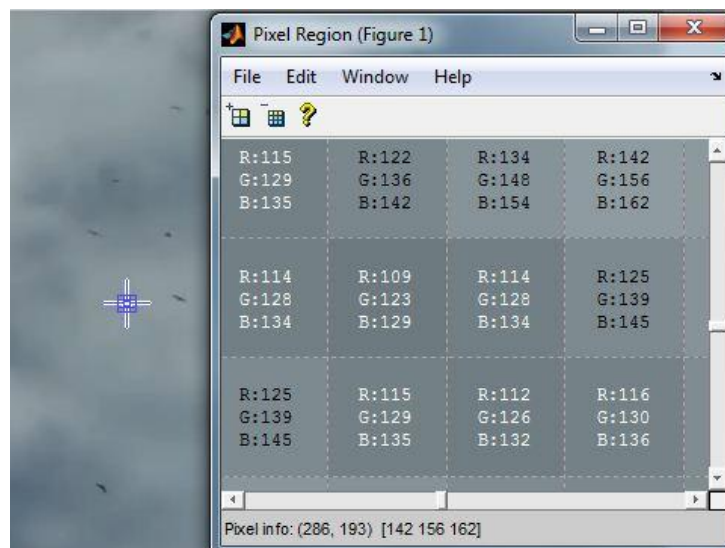 Pixel Region (Figure 1)
File Edit Window Help
R:115 R:122 R:134 R:142
G:129 G:136 G:148 G:156
B:135 B:142 B:154 B:162
R:114 R:109 R:114 R:125
G:128 G:123 G:128 G:139
B:134 B:129 B:134 B:145
R:125 R:115 R:112 R:116
G:139 G:129 G:126 G:130
B:145 B:135 B:132 B:136
Pixel info: (286, 193) [142 156 162]